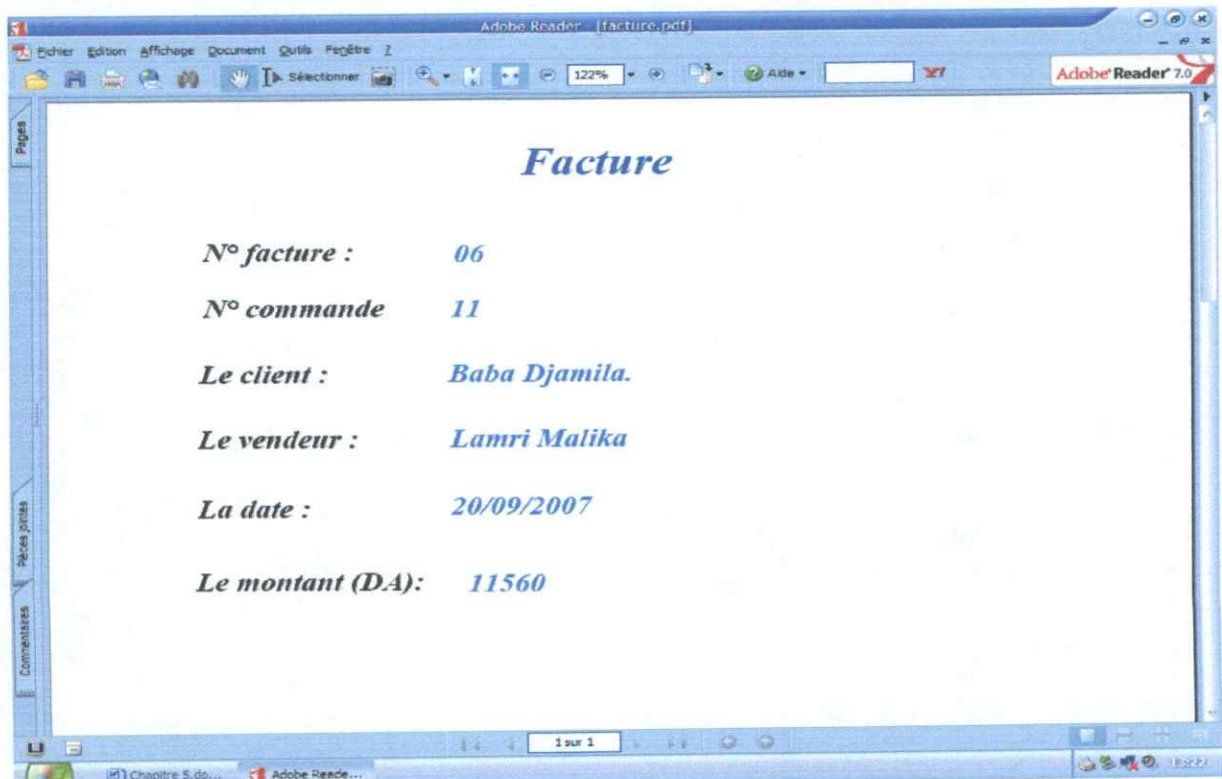 Adobe Reader - [facture.pdf]
Fichier Edition Affichage Document Outils Fenêtre ?
Sélectionner 122% Aide Y! Adobe Reader 7.0
Pages
Facture
N° facture : 06
N° commande 11
Le client : Baba Djamila.
Le vendeur : Lamri Malika
La date : 20/09/2007
Le montant (DA): 11560
Pièces jointes
Commentaires
1 sur 1
Chapitre 5.do... Adobe Reade...